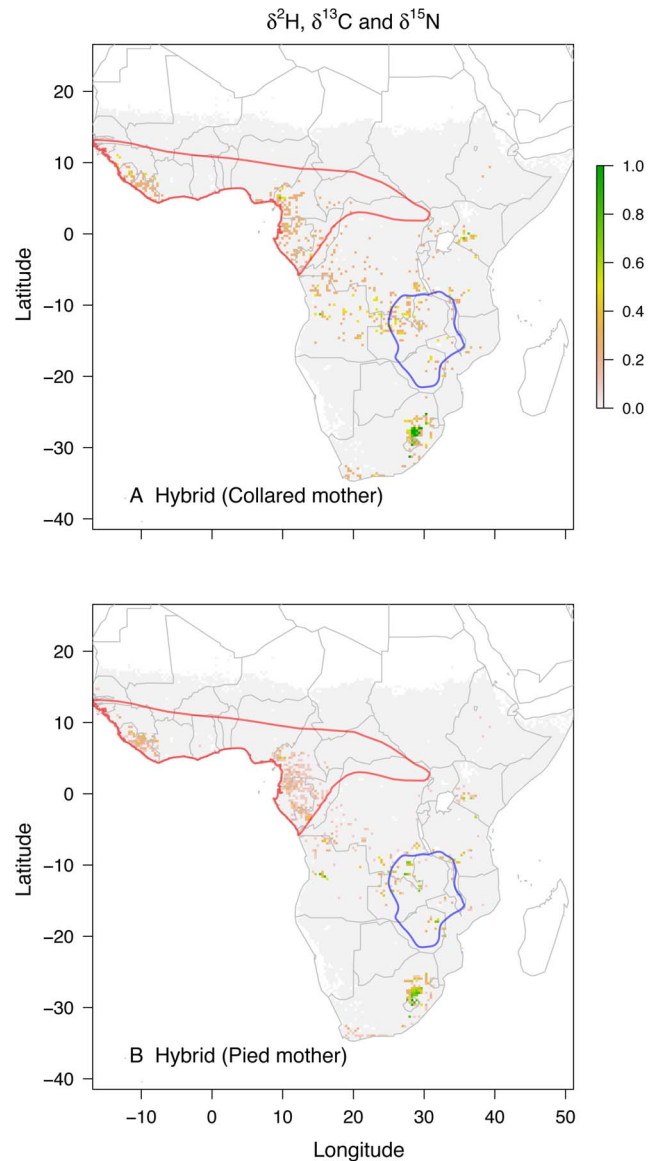 δ²H, δ¹³C and δ¹⁵N
20
10
0
−10
−20
−30
−40
Latitude
A Hybrid (Collared mother)
1.0
0.8
0.6
0.4
0.2
0.0
20
10
0
−10
−20
−30
−40
Latitude
B Hybrid (Pied mother)
−10 0 10 20 30 40 50
Longitude